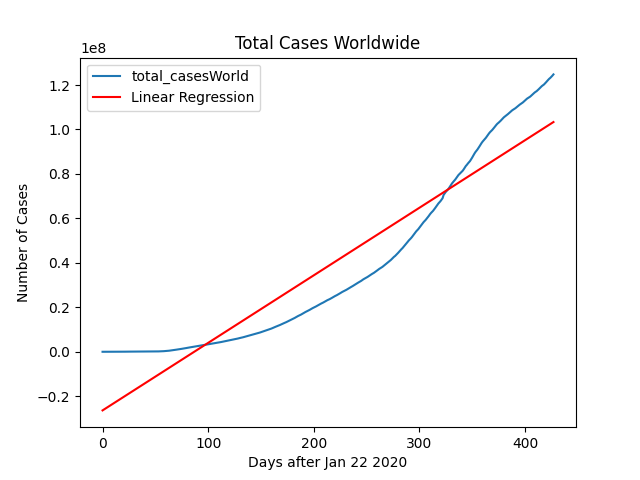 Total Cases Worldwide
1e8
total_casesWorld
Linear Regression
1.2
1.0
0.8
0.6
0.4
0.2
0.0
−0.2
Number of Cases
0 100 200 300 400
Days after Jan 22 2020